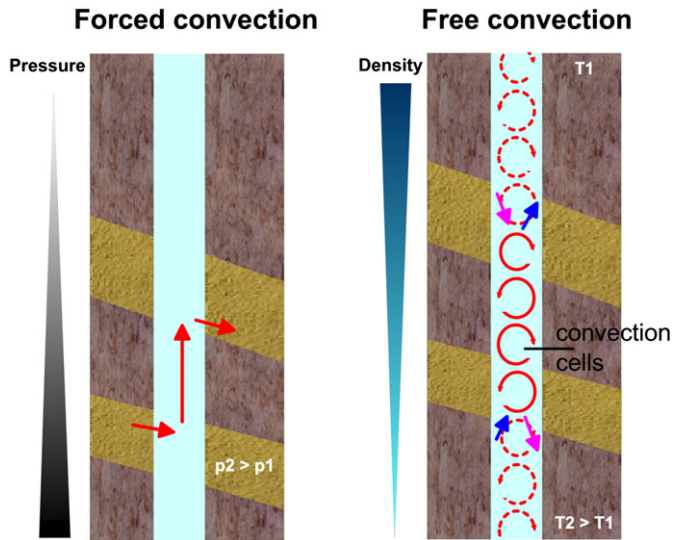 Forced convection
Free convection
Pressure
Density
T1
convection
cells
p2 > p1
T2 > T1